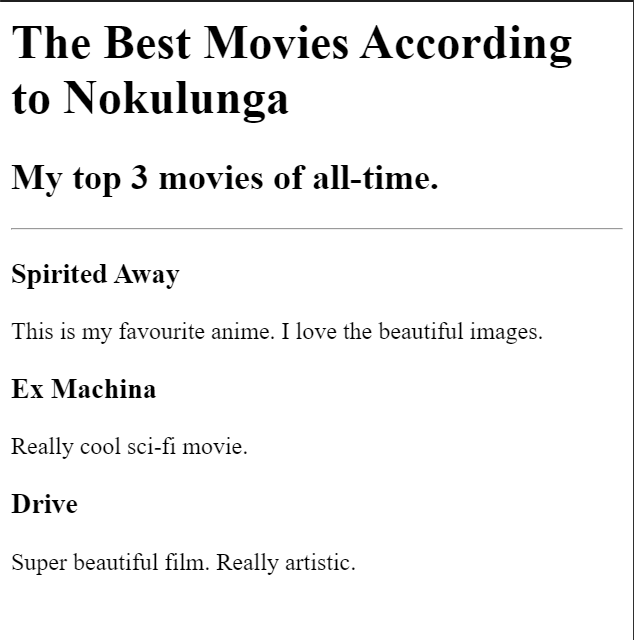 The Best Movies According
to Nokulunga
My top 3 movies of all-time.
Spirited Away
This is my favourite anime. I love the beautiful images.
Ex Machina
Really cool sci-fi movie.
Drive
Super beautiful film. Really artistic.